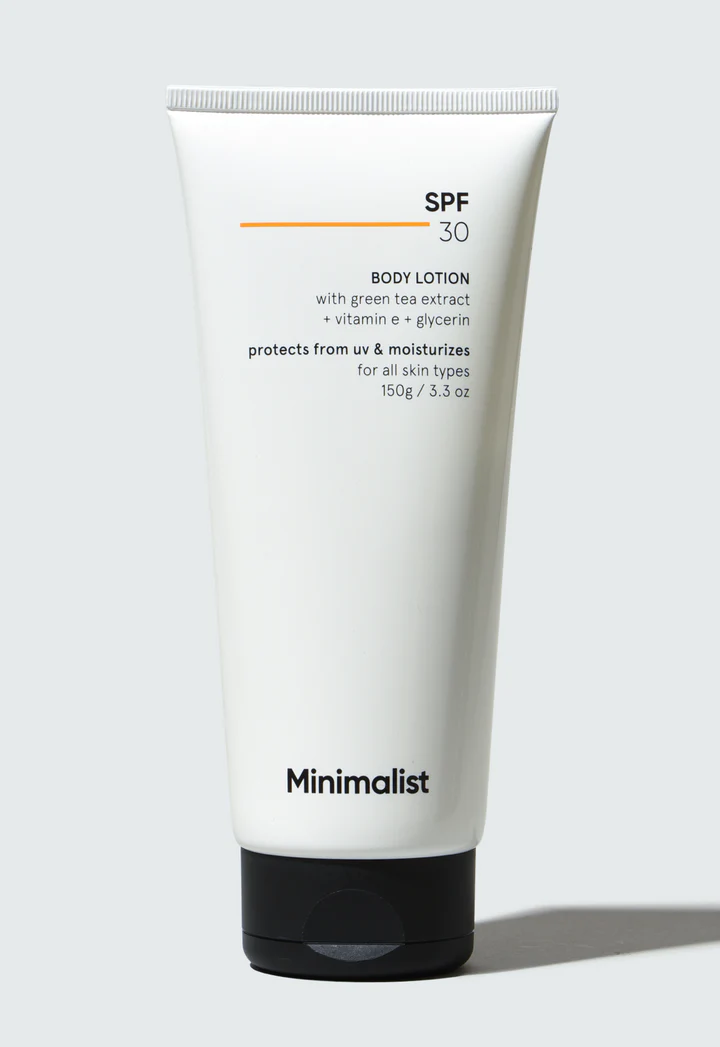 SPF
30
BODY LOTION
with green tea extract
+ vitamin e + glycerin
protects from uv & moisturizes
for all skin types
150g / 3.3 oz
Minimalist